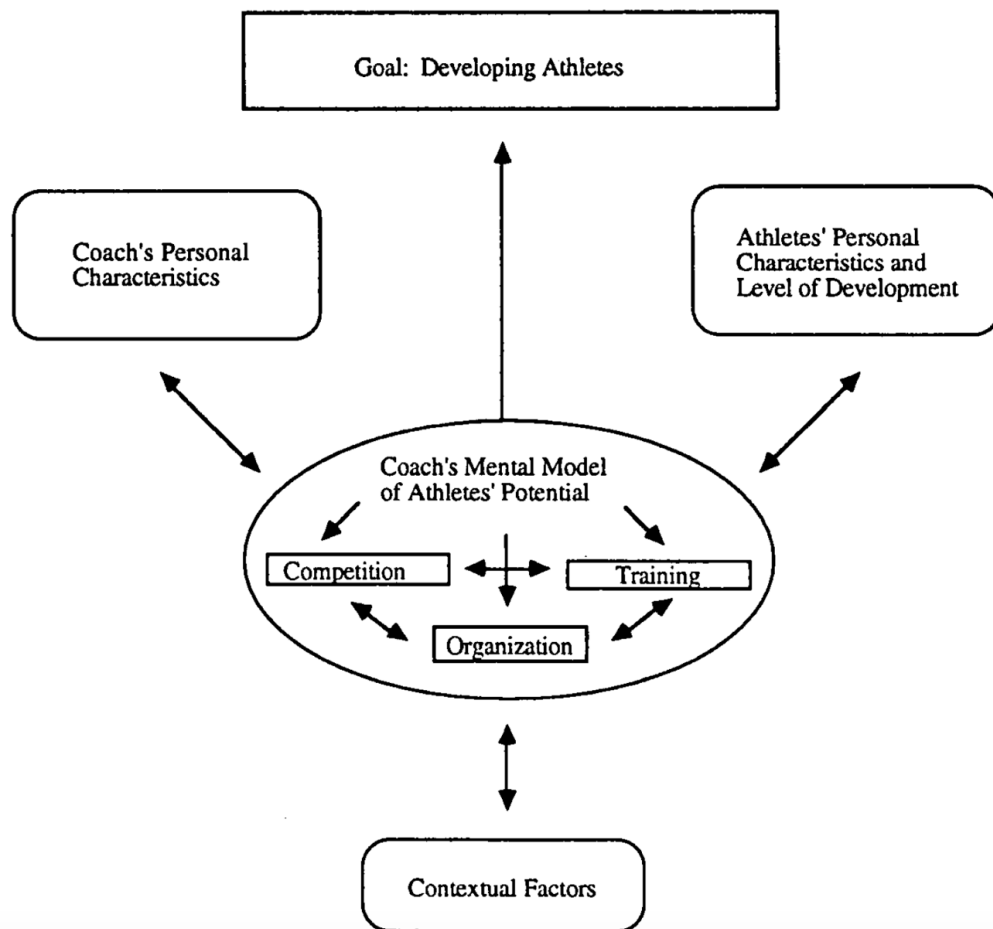 Goal: Developing Athletes
Coach's Personal
Characteristics
Athletes' Personal
Characteristics and
Level of Development
Coach's Mental Model
of Athletes' Potential
Competition
Training
Organization
Contextual Factors